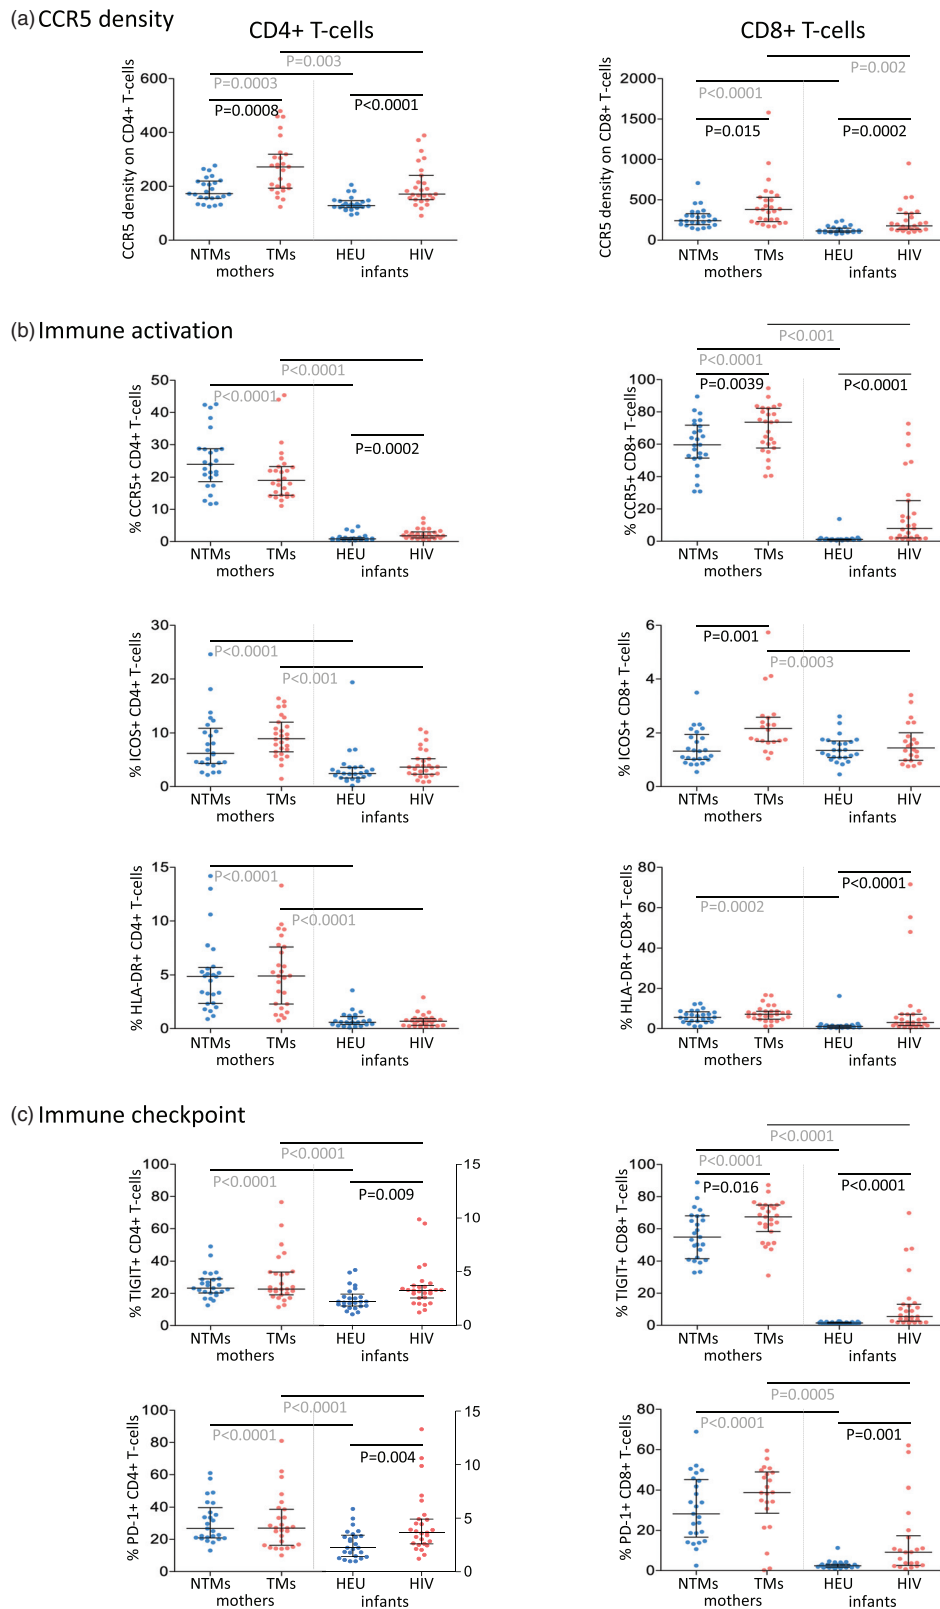 (a) CCR5 density
CD4+ T-cells
CD8+ T-cells
P=0.003
P=0.0003
P=0.0008
P<0.0001
CCR5 density on CD4+ T-cells
600
400
200
0
NTMs TMs HEU HIV
mothers infants
P=0.002
P<0.0001
P=0.015
P=0.0002
CCR5 density on CD8+ T-cells
2000
1500
1000
500
0
NTMs TMs HEU HIV
mothers infants
(b) Immune activation
P<0.0001
P<0.0001
P=0.0002
% CCR5+ CD4+ T-cells
50
40
30
20
10
0
NTMs TMs HEU HIV
mothers infants
P<0.001
P<0.0001
P=0.0039
P<0.0001
% CCR5+ CD8+ T-cells
100
80
60
40
20
0
NTMs TMs HEU HIV
mothers infants
P<0.0001
P<0.001
% ICOS+ CD4+ T-cells
30
20
10
0
NTMs TMs HEU HIV
mothers infants
P=0.001
P=0.0003
% ICOS+ CD8+ T-cells
6
4
2
0
NTMs TMs HEU HIV
mothers infants
P<0.0001
P<0.0001
% HLA-DR+ CD4+ T-cells
15
10
5
0
NTMs TMs HEU HIV
mothers infants
P<0.0001
P=0.0002
% HLA-DR+ CD8+ T-cells
80
60
40
20
0
NTMs TMs HEU HIV
mothers infants
(c) Immune checkpoint
P<0.0001
P<0.0001
P=0.009
% TIGIT+ CD4+ T-cells
100
80
60
40
20
0
15
10
5
0
NTMs TMs HEU HIV
mothers infants
P<0.0001
P<0.0001
P=0.016
P<0.0001
% TIGIT+ CD8+ T-cells
100
80
60
40
20
0
NTMs TMs HEU HIV
mothers infants
P<0.0001
P<0.0001
P=0.004
% PD-1+ CD4+ T-cells
100
80
60
40
20
0
15
10
5
0
NTMs TMs HEU HIV
mothers infants
P=0.0005
P<0.0001
P=0.001
% PD-1+ CD8+ T-cells
80
60
40
20
0
NTMs TMs HEU HIV
mothers infants